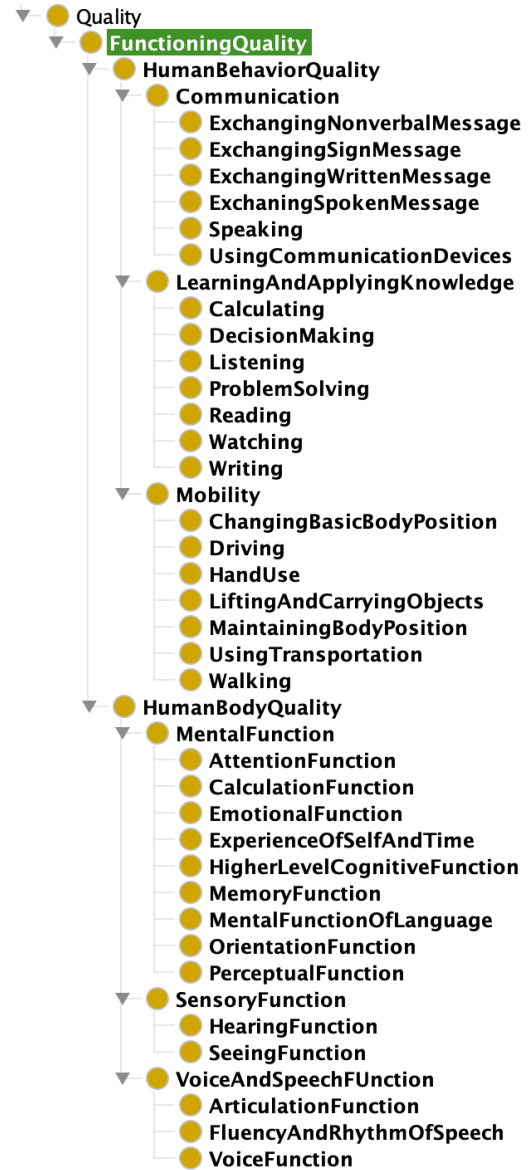 Quality
FunctioningQuality
HumanBehaviorQuality
Communication
ExchangingNonverbalMessage
ExchangingSignMessage
ExchangingWrittenMessage
ExchaningSpokenMessage
Speaking
UsingCommunicationDevices
LearningAndApplyingKnowledge
Calculating
DecisionMaking
Listening
ProblemSolving
Reading
Watching
Writing
Mobility
ChangingBasicBodyPosition
Driving
HandUse
LiftingAndCarryingObjects
MaintainingBodyPosition
UsingTransportation
Walking
HumanBodyQuality
MentalFunction
AttentionFunction
CalculationFunction
EmotionalFunction
ExperienceOfSelfAndTime
HigherLevelCognitiveFunction
MemoryFunction
MentalFunctionOfLanguage
OrientationFunction
PerceptualFunction
SensoryFunction
HearingFunction
SeeingFunction
VoiceAndSpeechFUnction
ArticulationFunction
FluencyAndRhythmOfSpeech
VoiceFunction